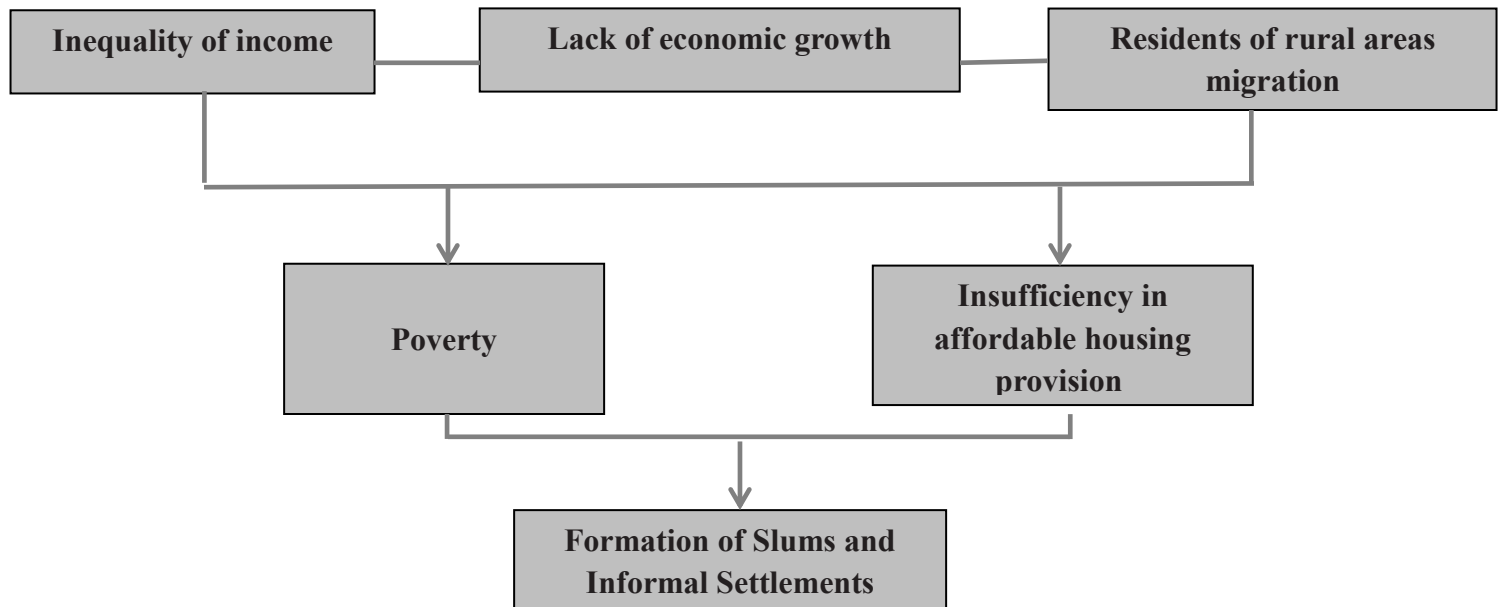 Inequality of income
Lack of economic growth
Residents of rural areas
migration
Poverty
Insufficiency in
affordable housing
provision
Formation of Slums and
Informal Settlements